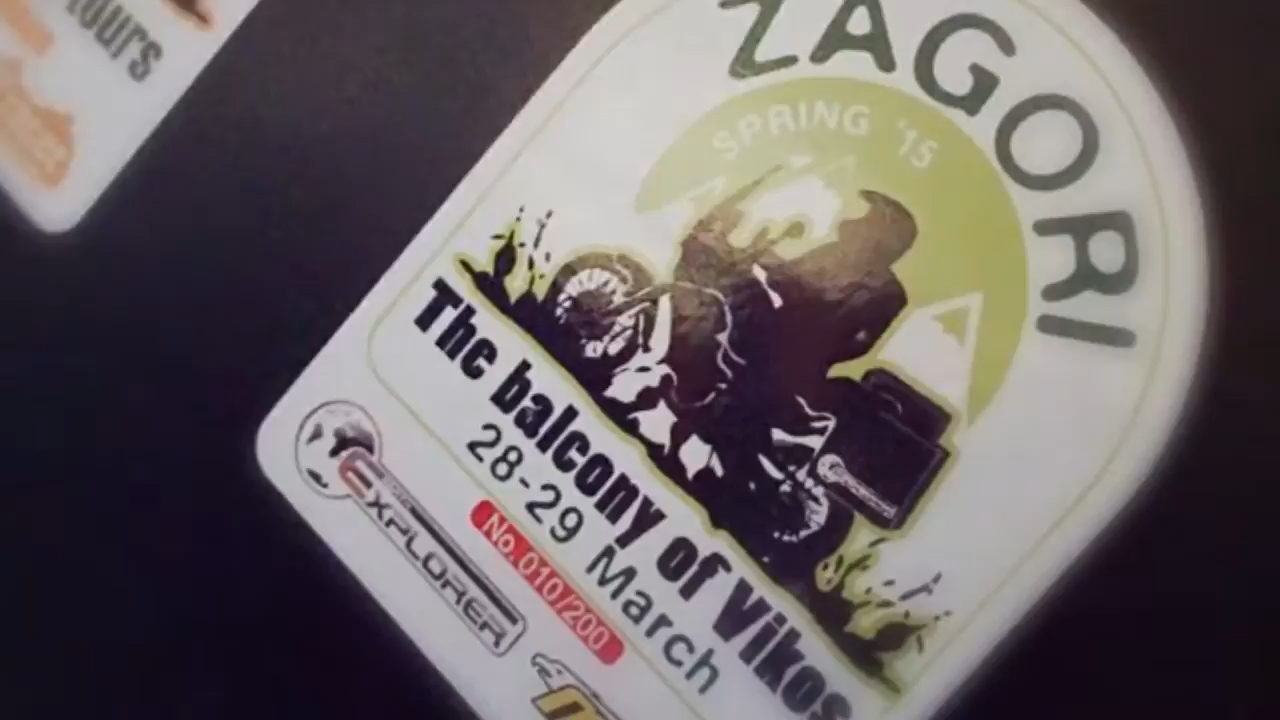 tours
ZAGORI
SPRING '15
The balcony of Vikos
28-29 March
No. 010/200
EXPLORER